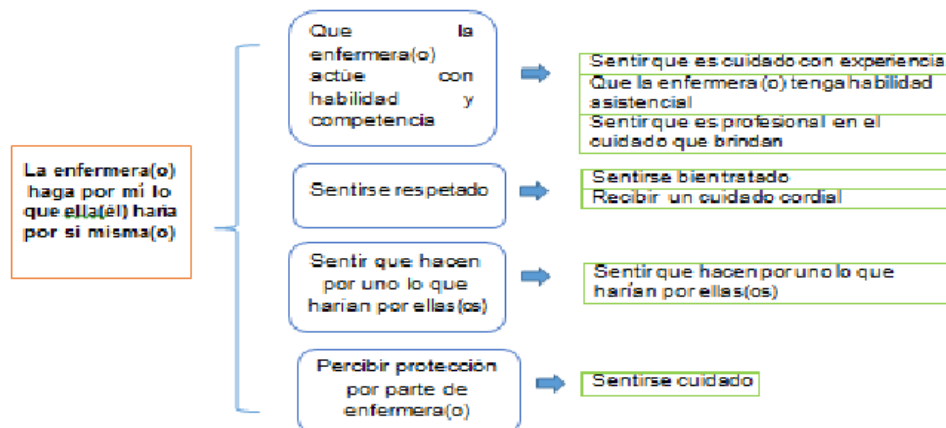 La enfermera(o)
haga por mí lo
que ella(él) haría
por si misma(o)
Que la
enfermera(o)
actúe con
habilidad y
competencia
Sentir que es cuidado con experiencia
Que la enfermera (o) tenga habilidad
asistencial
Sentir que es profesional en el
cuidado que brindan
Sentirse respetado
Sentirse bien tratado
Recibir un cuidado cordial
Sentir que hacen
por uno lo que
harían por ellas(os)
Sentir que hacen por uno lo que
harían por ellas(os)
Percibir protección
por parte de
enfermera(o)
Sentirse cuidado